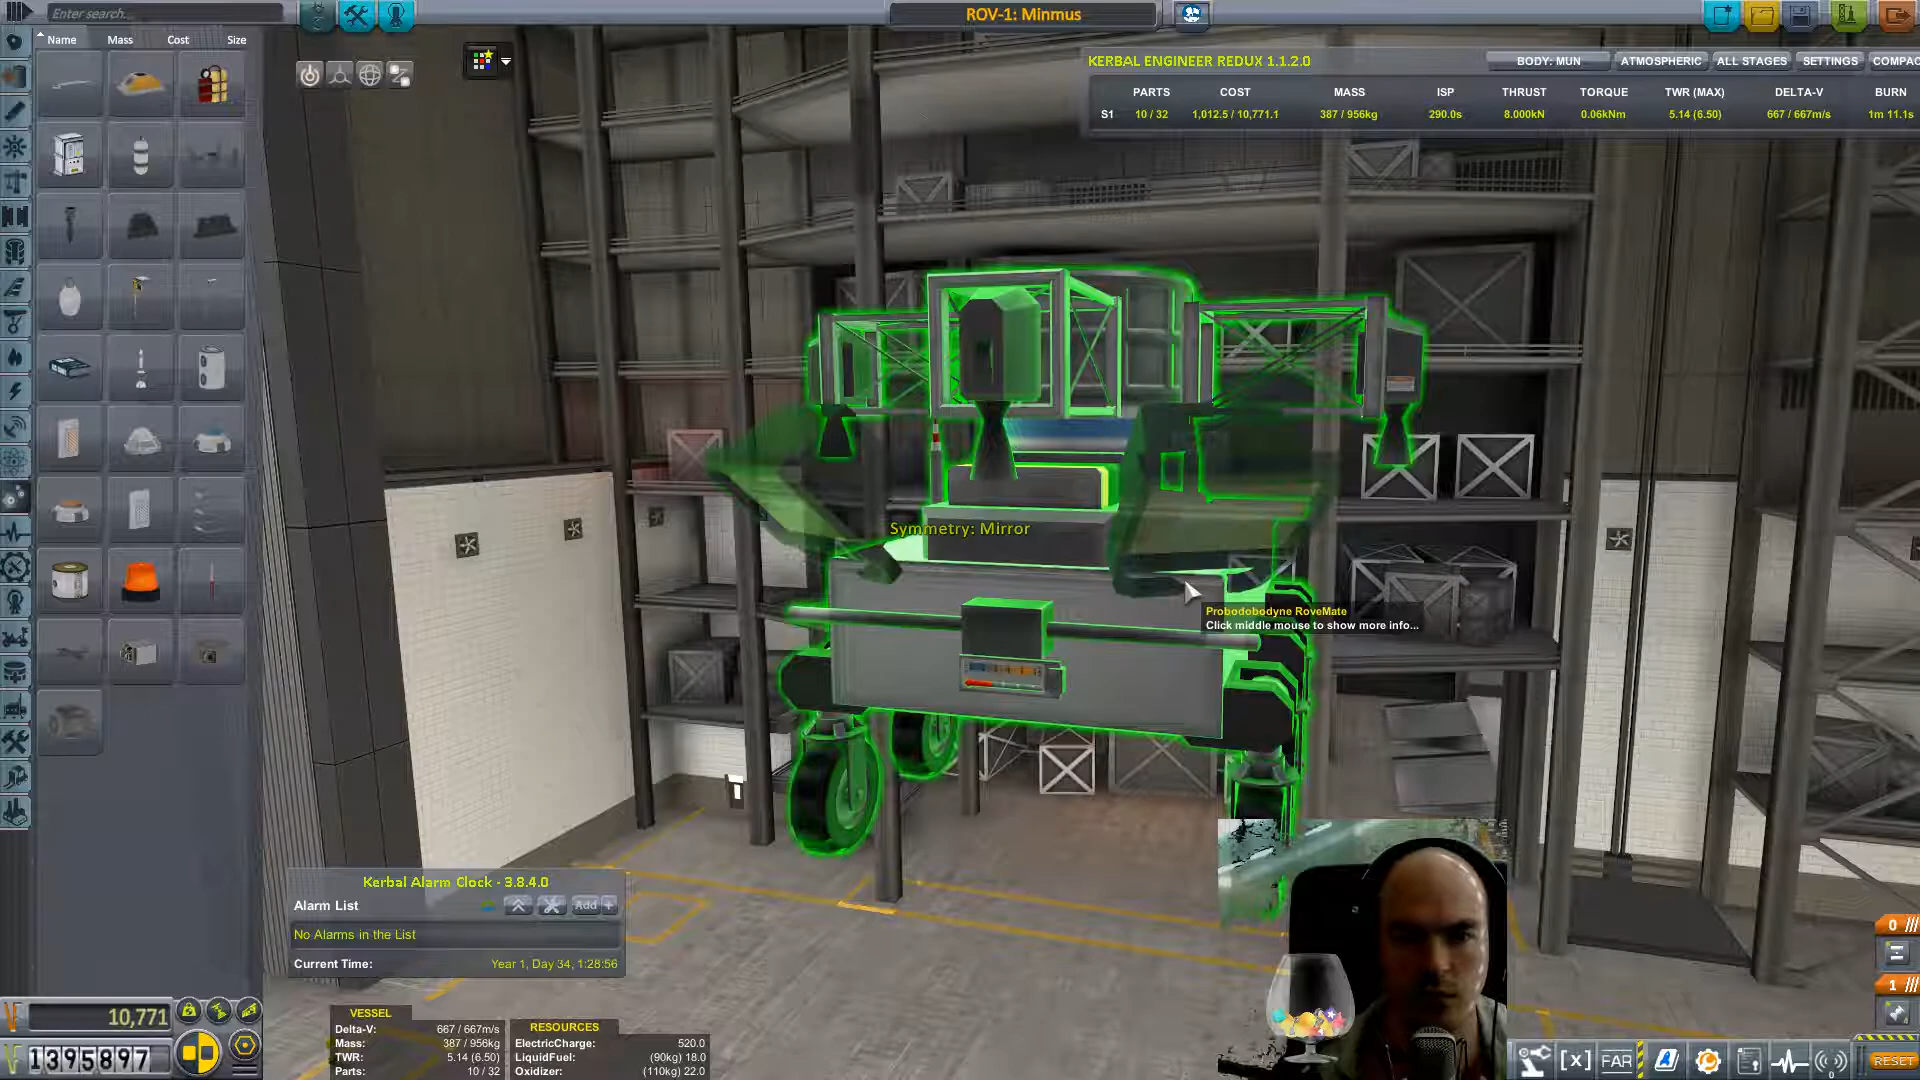 Enter search...
ROV-1: Minmus
Name Mass Cost Size
KERBAL ENGINEER REDUX 1.1.2.0
BODY: MUN ATMOSPHERIC ALL STAGES SETTINGS COMPAC
PARTS COST MASS ISP THRUST TORQUE TWR (MAX) DELTA-V BURN
S1 10 / 32 1,012.5 / 10,771.1 387 / 956kg 290.0s 8.000kN 0.06kNm 5.14 (6.50) 667 / 667m/s 1m 11.1s
Symmetry: Mirror
Probodobodyne RoveMate
Click middle mouse to show more info...
Kerbal Alarm Clock - 3.8.4.0
Alarm List Add +
No Alarms in the List
Current Time: Year 1, Day 34, 1:28:56
VESSEL
Delta-V: 667 / 667m/s
Mass: 387 / 956kg
TWR: 5.14 (6.50)
Parts: 10 / 32
RESOURCES
ElectricCharge: 520.0
LiquidFuel: (90kg) 18.0
Oxidizer: (110kg) 22.0
10,771
1395897
0
1
[x] FAR
0
RESET